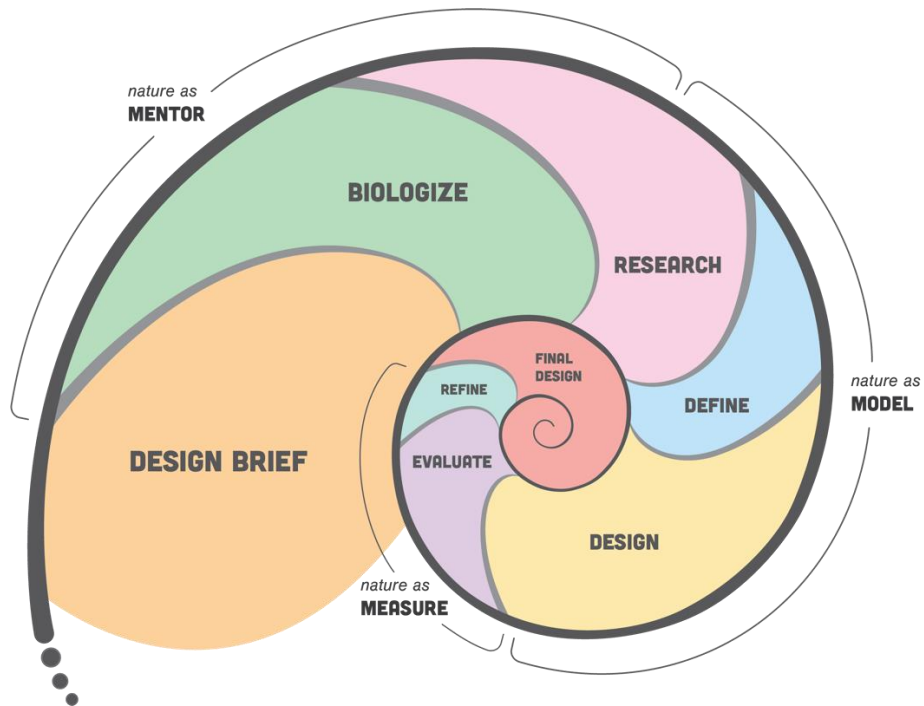 nature as
MENTOR
BIOLOGIZE
RESEARCH
FINAL
DESIGN
REFINE
nature as
MODEL
DEFINE
DESIGN BRIEF
EVALUATE
DESIGN
nature as
MEASURE